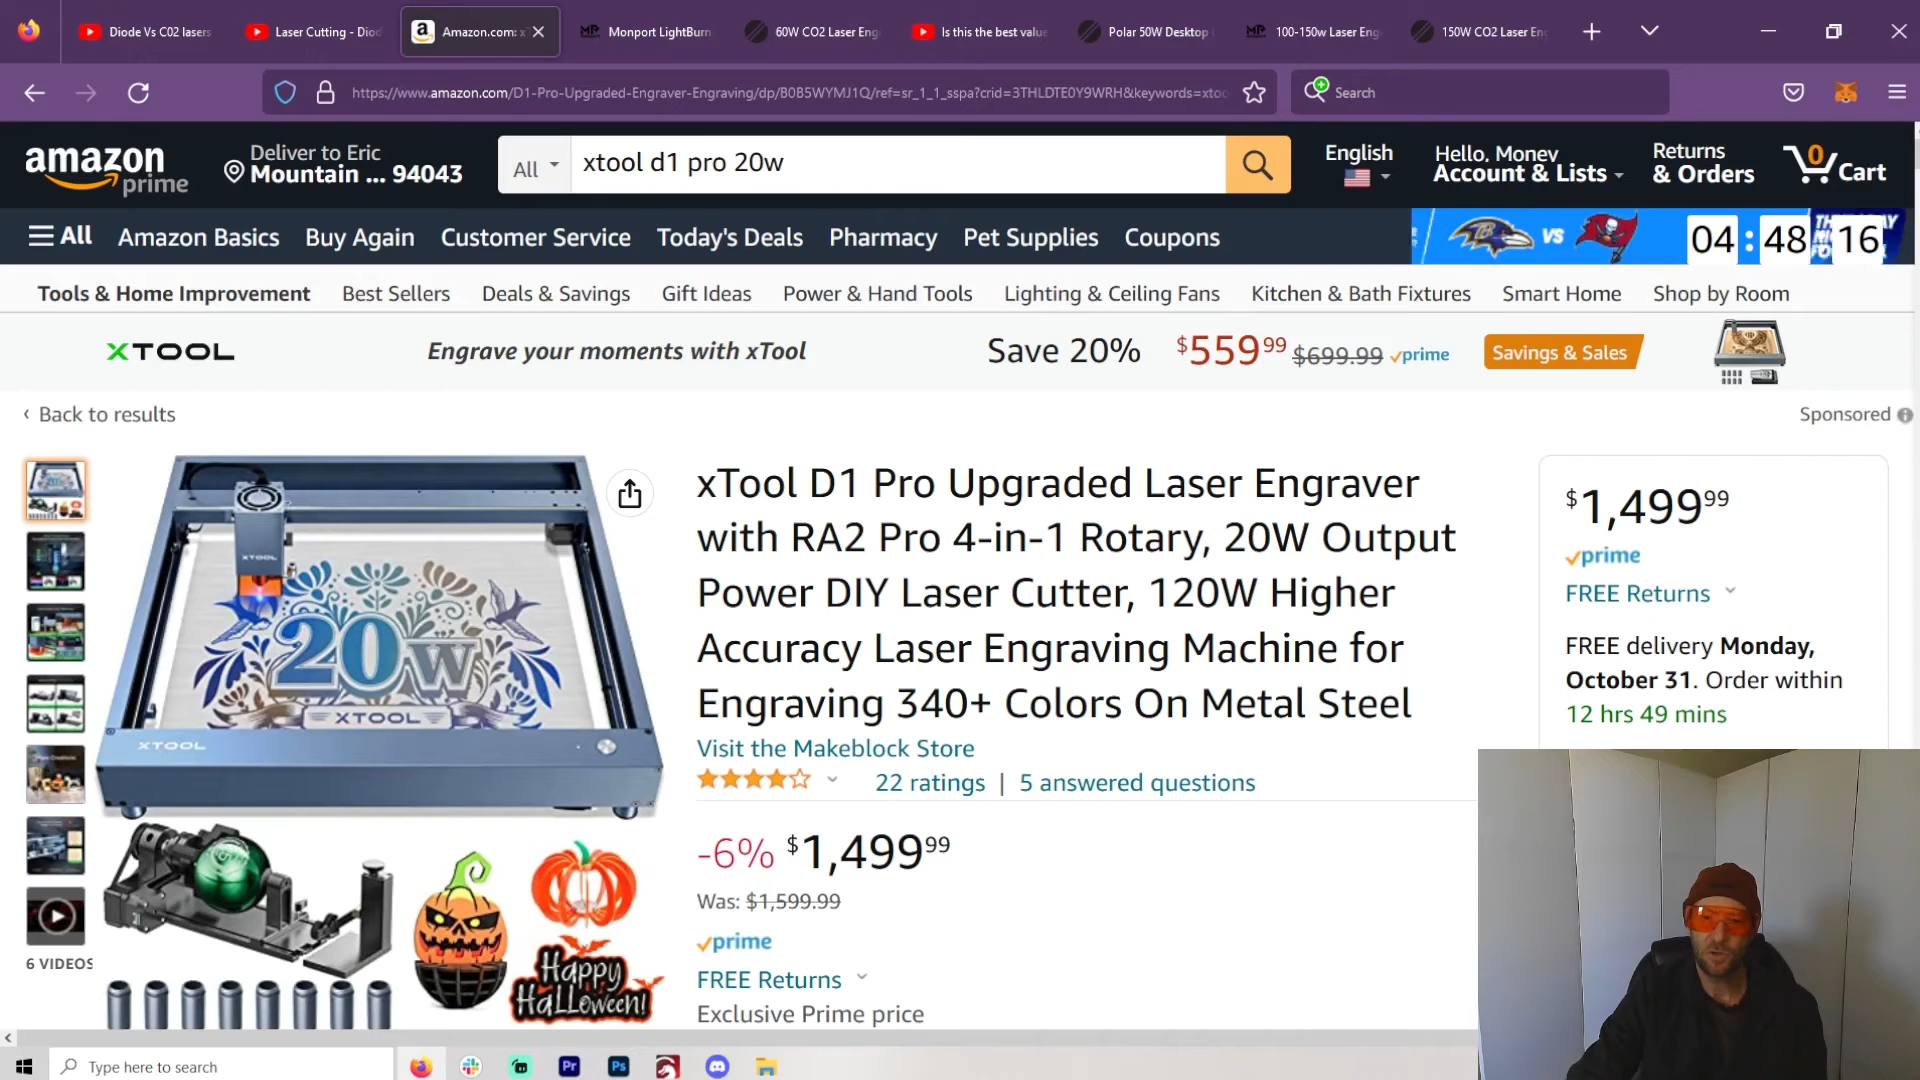 Diode Vs C02 lasers
Laser Cutting - Diod
Amazon.com: x
Monport LightBurn
60W CO2 Laser Eng
Is this the best value
Polar 50W Desktop
100-150w Laser Eng
150W CO2 Laser Eng
https://www.amazon.com/D1-Pro-Upgraded-Engraver-Engraving/dp/B0B5WYMJ1Q/ref=sr_1_1_sspa?crid=3THLDTE0Y9WRH&keywords=xtoo
Search
amazon prime
Deliver to Eric
Mountain ... 94043
All
xtool d1 pro 20w
English
Hello, Money
Account & Lists
Returns
& Orders
0
Cart
All
Amazon Basics
Buy Again
Customer Service
Today's Deals
Pharmacy
Pet Supplies
Coupons
VS
04 : 48 : 16
Tools & Home Improvement
Best Sellers
Deals & Savings
Gift Ideas
Power & Hand Tools
Lighting & Ceiling Fans
Kitchen & Bath Fixtures
Smart Home
Shop by Room
XTOOL
Engrave your moments with xTool
Save 20%
$559 99
$699.99
prime
Savings & Sales
‹ Back to results
Sponsored
XTOOL
20w
XTOOL
XTOOL
Happy
Halloween!
6 VIDEOS
xTool D1 Pro Upgraded Laser Engraver
with RA2 Pro 4-in-1 Rotary, 20W Output
Power DIY Laser Cutter, 120W Higher
Accuracy Laser Engraving Machine for
Engraving 340+ Colors On Metal Steel
Visit the Makeblock Store
22 ratings | 5 answered questions
-6% $1,499 99
Was: $1,599.99
prime
FREE Returns
Exclusive Prime price
$1,499 99
prime
FREE Returns
FREE delivery Monday,
October 31. Order within
12 hrs 49 mins
Type here to search
Pr
Ps